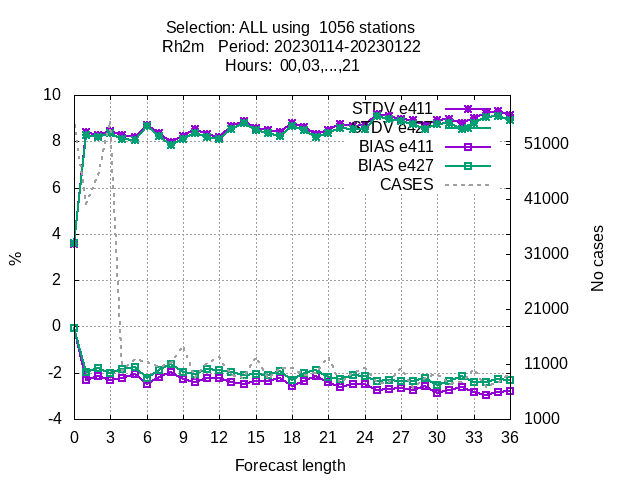 Selection: ALL using  1056 stations
Rh2m   Period: 20230114-20230122
Hours:  00,03,...,21
STDV e411
STDV e427
BIAS e411
BIAS e427
CASES
10
8
6
4
2
0
-2
-4
%
51000
41000
31000
21000
11000
1000
No cases
0 3 6 9 12 15 18 21 24 27 30 33 36
Forecast length